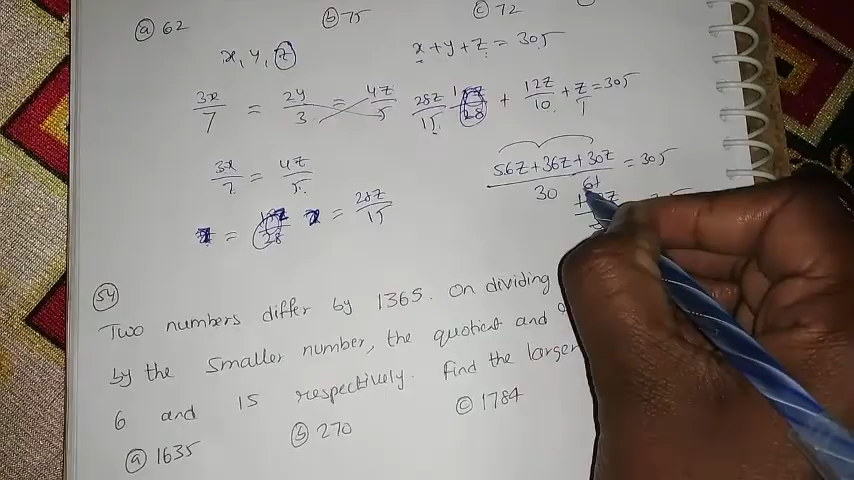 (a) 62 (b) 75 (c) 72
x, y, z x + y + z = 305
3x/7 = 2y/3 = 4z/5 28z/15 + 12z/10 + z/1 = 305
3x/7 = 4z/5 56z + 36z + 30z / 30 = 305
x = 28z/15 61
54
Two numbers differ by 1365. On dividing
by the smaller number, the quotient and
6 and 15 respectively. Find the larger
(a) 1635 (b) 270 (c) 1784